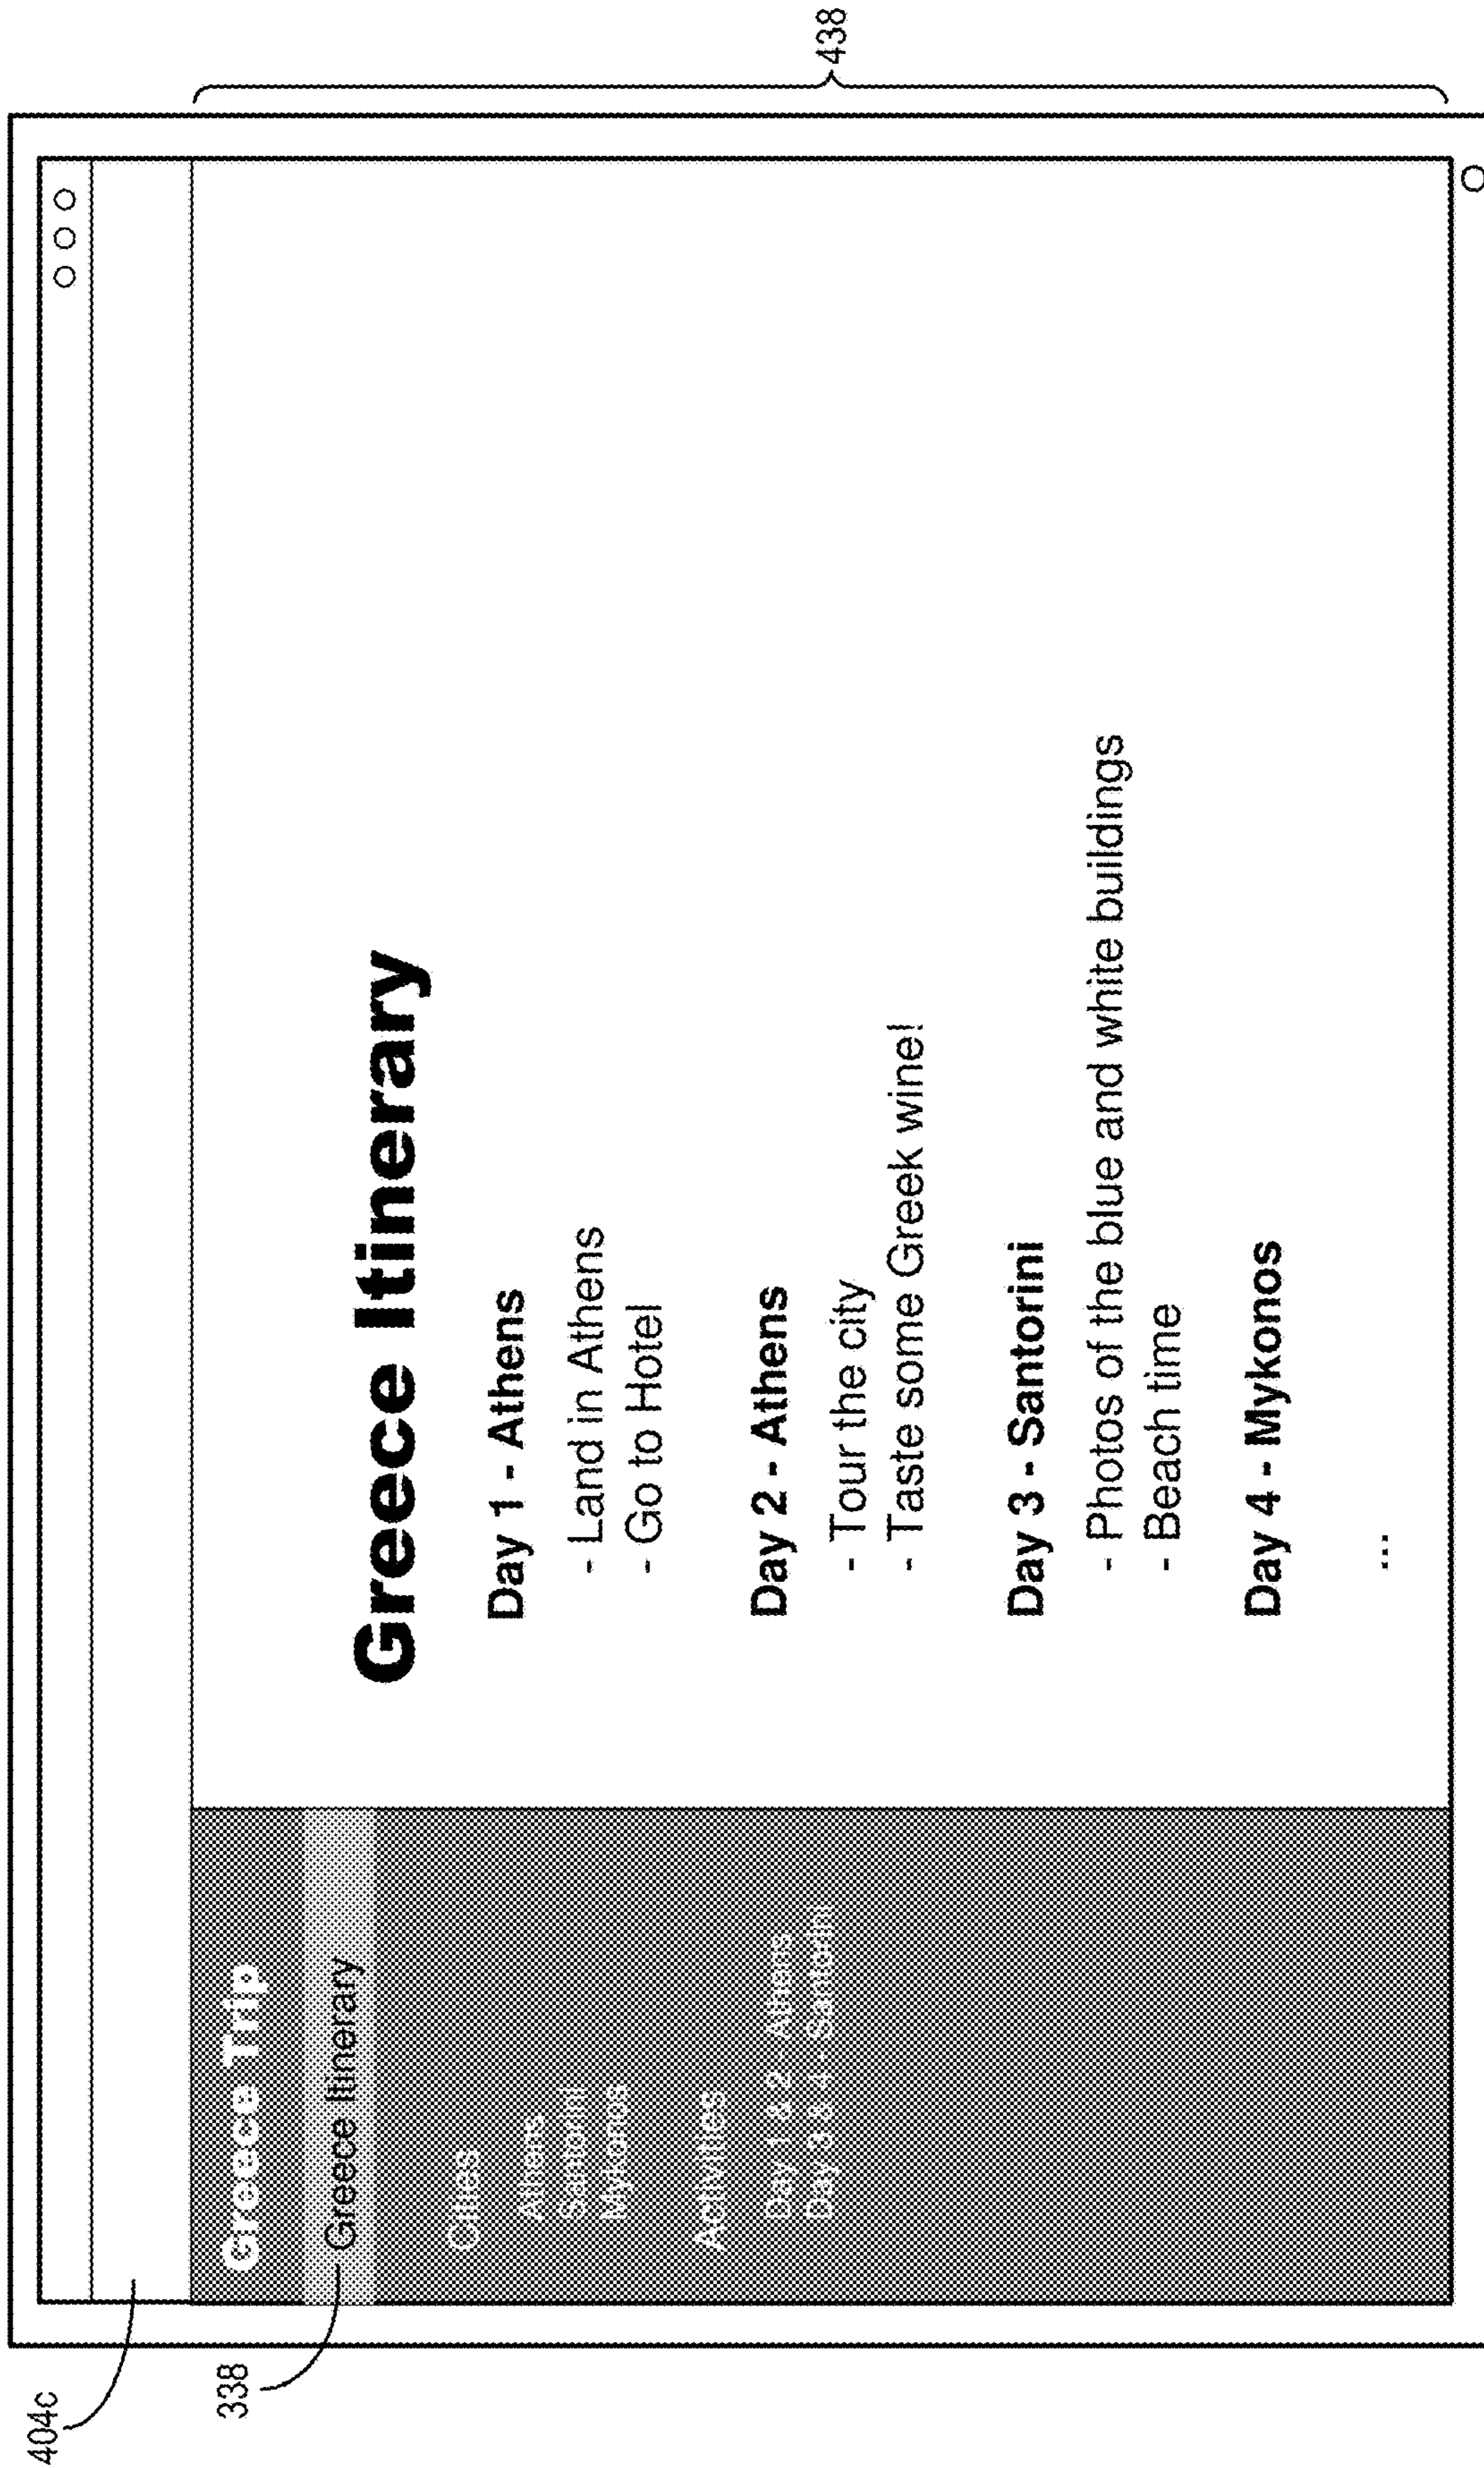 404c
338
438
Greece Trip
Greece Itinerary
Cities
Athens
Santorini
Mykonos
Activities
Day 1 & 2 - Athens
Day 3 & 4 - Santorini
Greece Itinerary
Day 1 - Athens
- Land in Athens
- Go to Hotel
Day 2 - Athens
- Tour the city
- Taste some Greek wine!
Day 3 - Santorini
- Photos of the blue and white buildings
- Beach time
Day 4 - Mykonos
...